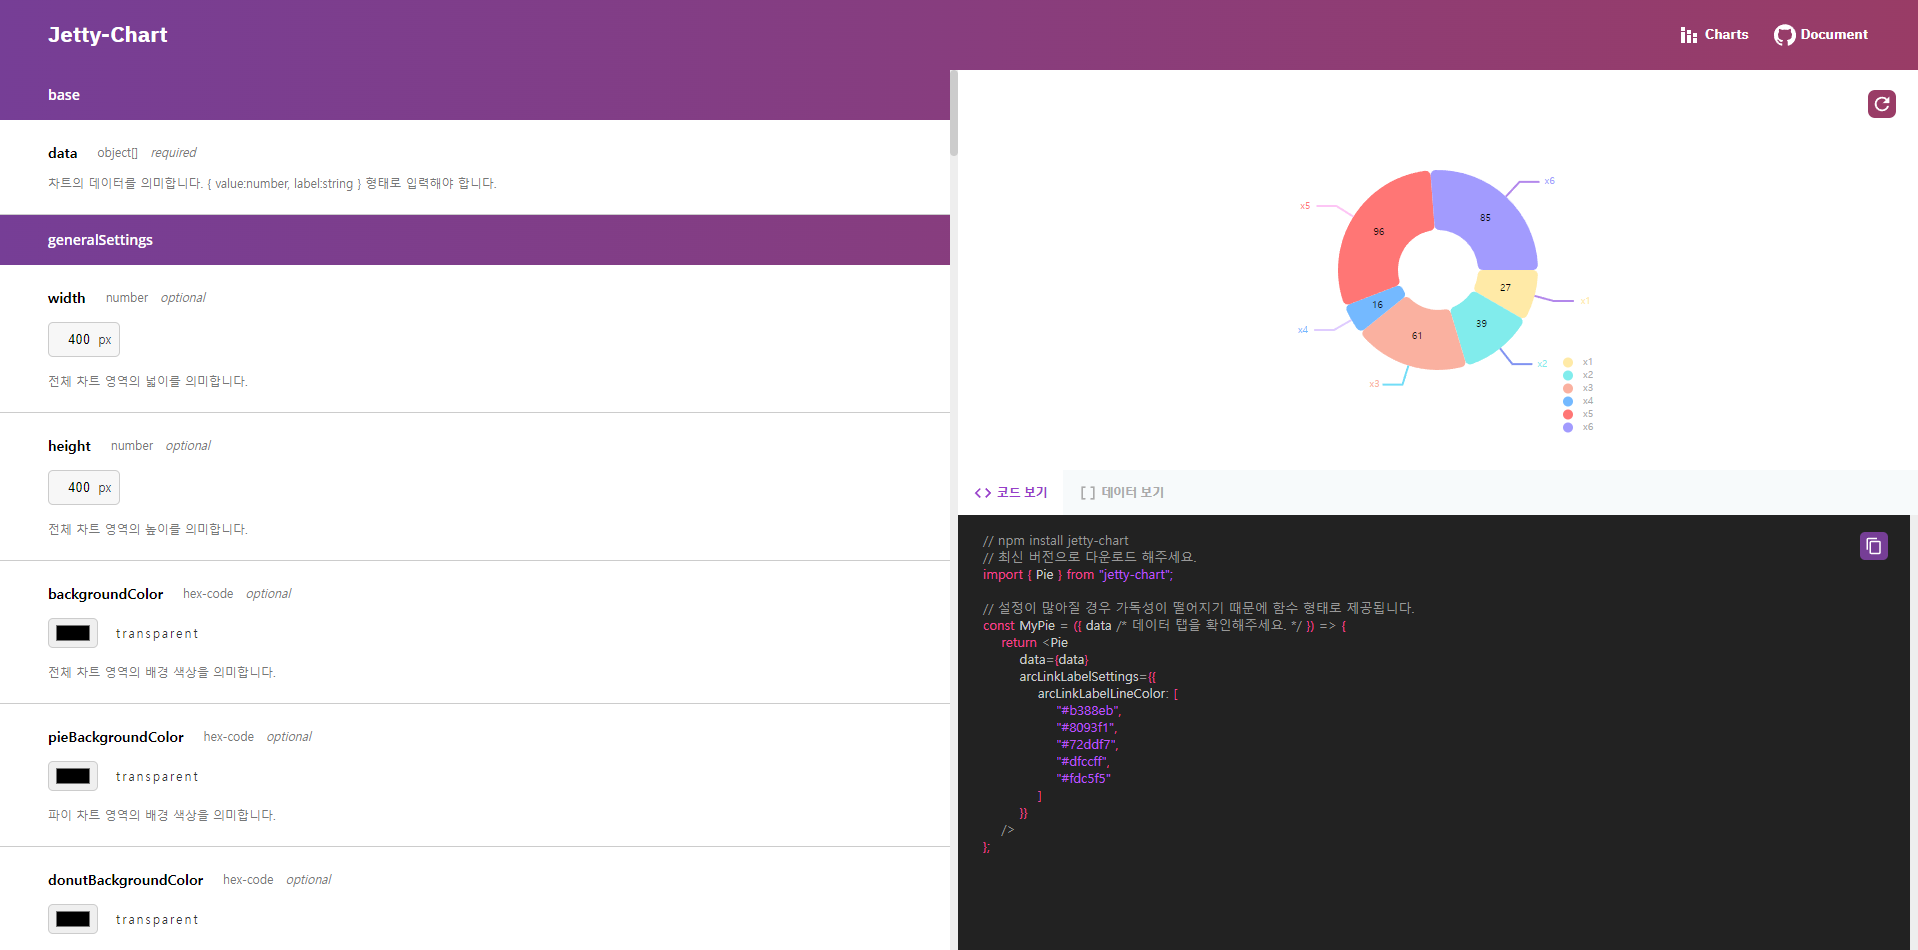 Jetty-Chart
Charts
Document
base
data object[] required
차트의 데이터를 의미합니다. { value:number, label:string } 형태로 입력해야 합니다.
generalSettings
width number optional
400 px
전체 차트 영역의 넓이를 의미합니다.
height number optional
400 px
전체 차트 영역의 높이를 의미합니다.
backgroundColor hex-code optional
transparent
전체 차트 영역의 배경 색상을 의미합니다.
pieBackgroundColor hex-code optional
transparent
파이 차트 영역의 배경 색상을 의미합니다.
donutBackgroundColor hex-code optional
transparent
x6
x5
85
96
27
x1
16
39
x4
61
x2
x3
x1
x2
x3
x4
x5
x6
<> 코드 보기
[ ] 데이터 보기
// npm install jetty-chart
// 최신 버전으로 다운로드 해주세요.
import { Pie } from "jetty-chart";
// 설정이 많아질 경우 가독성이 떨어지기 때문에 함수 형태로 제공됩니다.
const MyPie = ({ data /* 데이터 탭을 확인해주세요. */ }) => {
return <Pie
data={data}
arcLinkLabelSettings={{
arcLinkLabelLineColor: [
"#b388eb",
"#8093f1",
"#72ddf7",
"#dfccff",
"#fdc5f5"
]
}}
/>
};